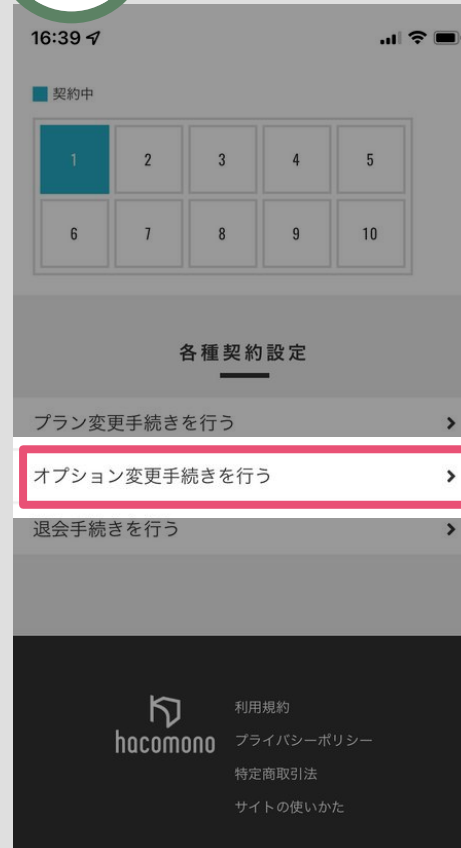 16:39
契約中
1 2 3 4 5
6 7 8 9 10
各種契約設定
プラン変更手続きを行う
オプション変更手続きを行う
退会手続きを行う
hacomono
利用規約
プライバシーポリシー
特定商取引法
サイトの使いかた